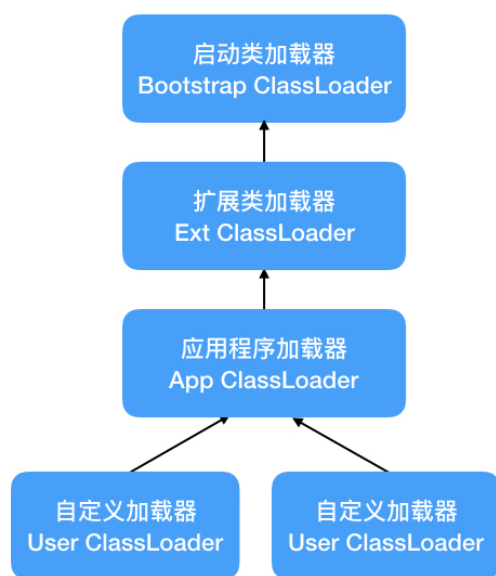 启动类加载器
Bootstrap ClassLoader
扩展类加载器
Ext ClassLoader
应用程序加载器
App ClassLoader
自定义加载器
User ClassLoader
自定义加载器
User ClassLoader